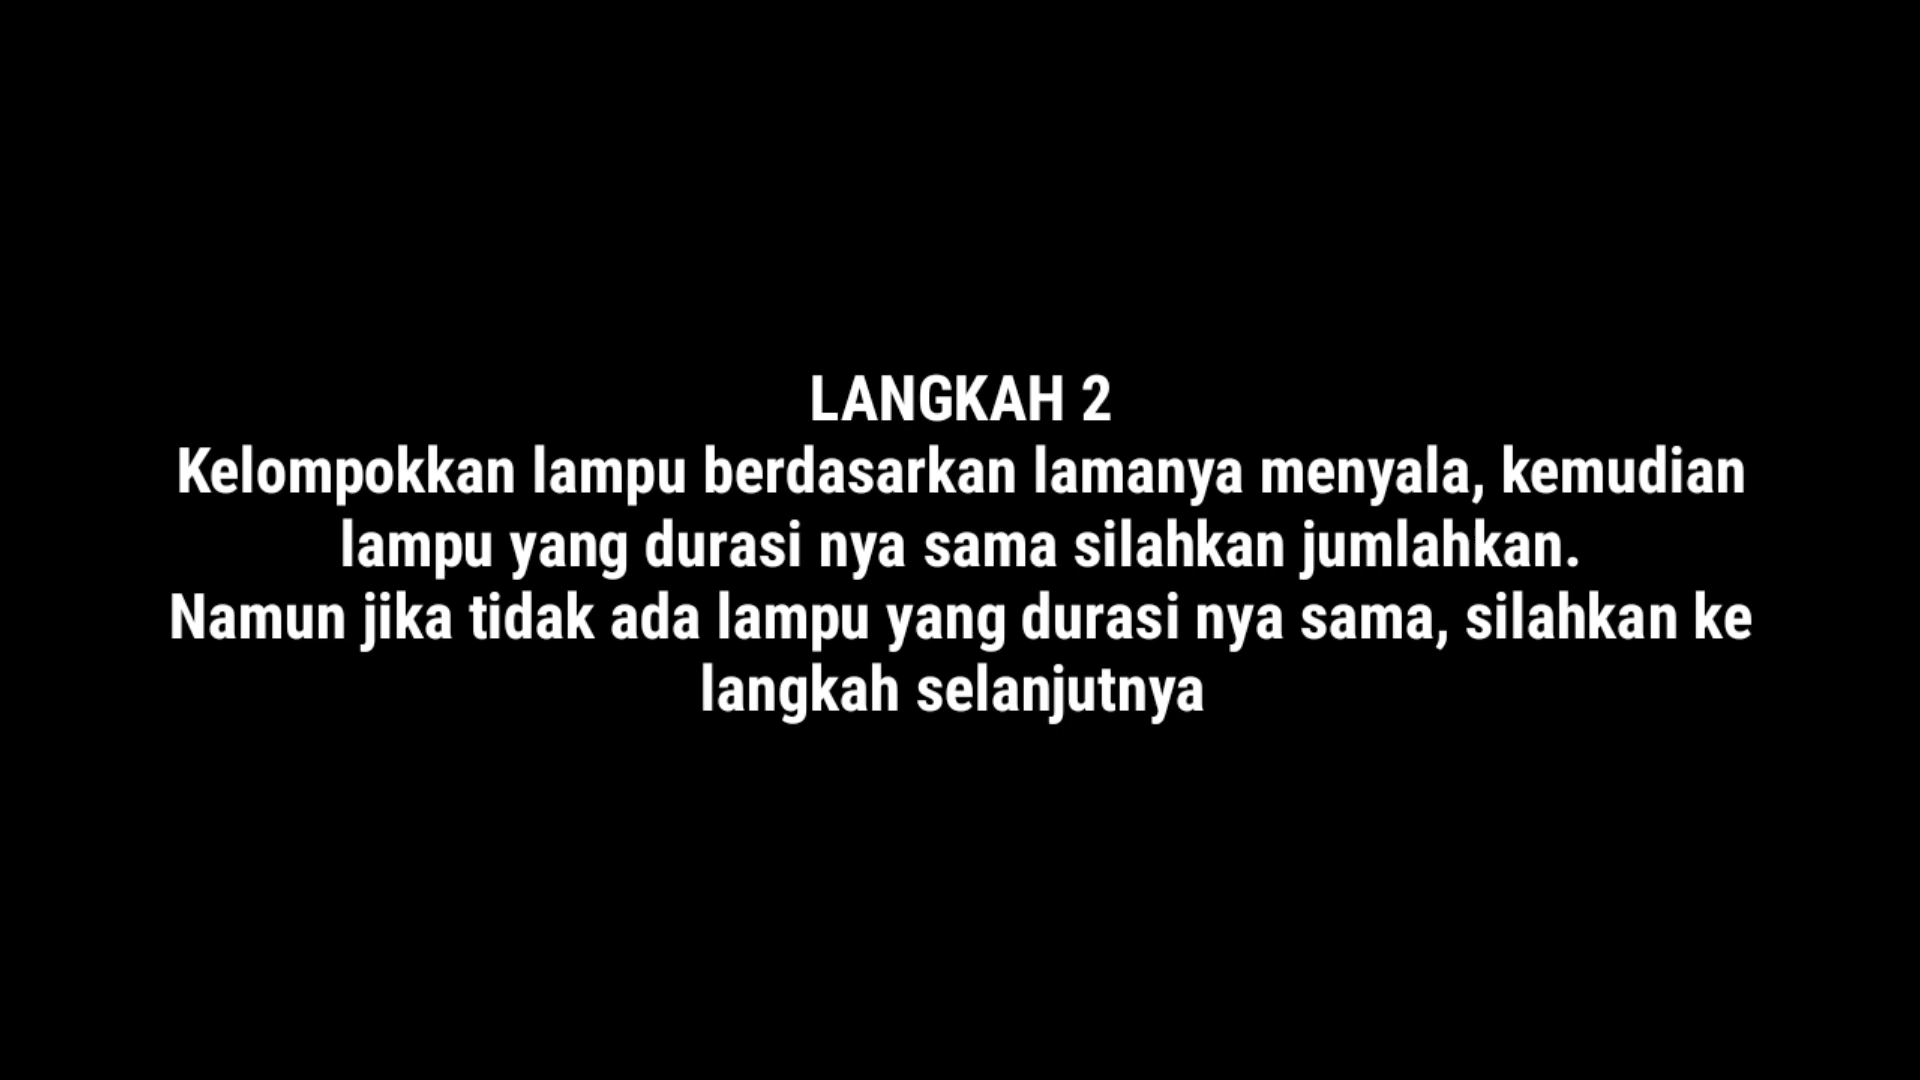 LANGKAH 2
Kelompokkan lampu berdasarkan lamanya menyala, kemudian
lampu yang durasi nya sama silahkan jumlahkan.
Namun jika tidak ada lampu yang durasi nya sama, silahkan ke
langkah selanjutnya